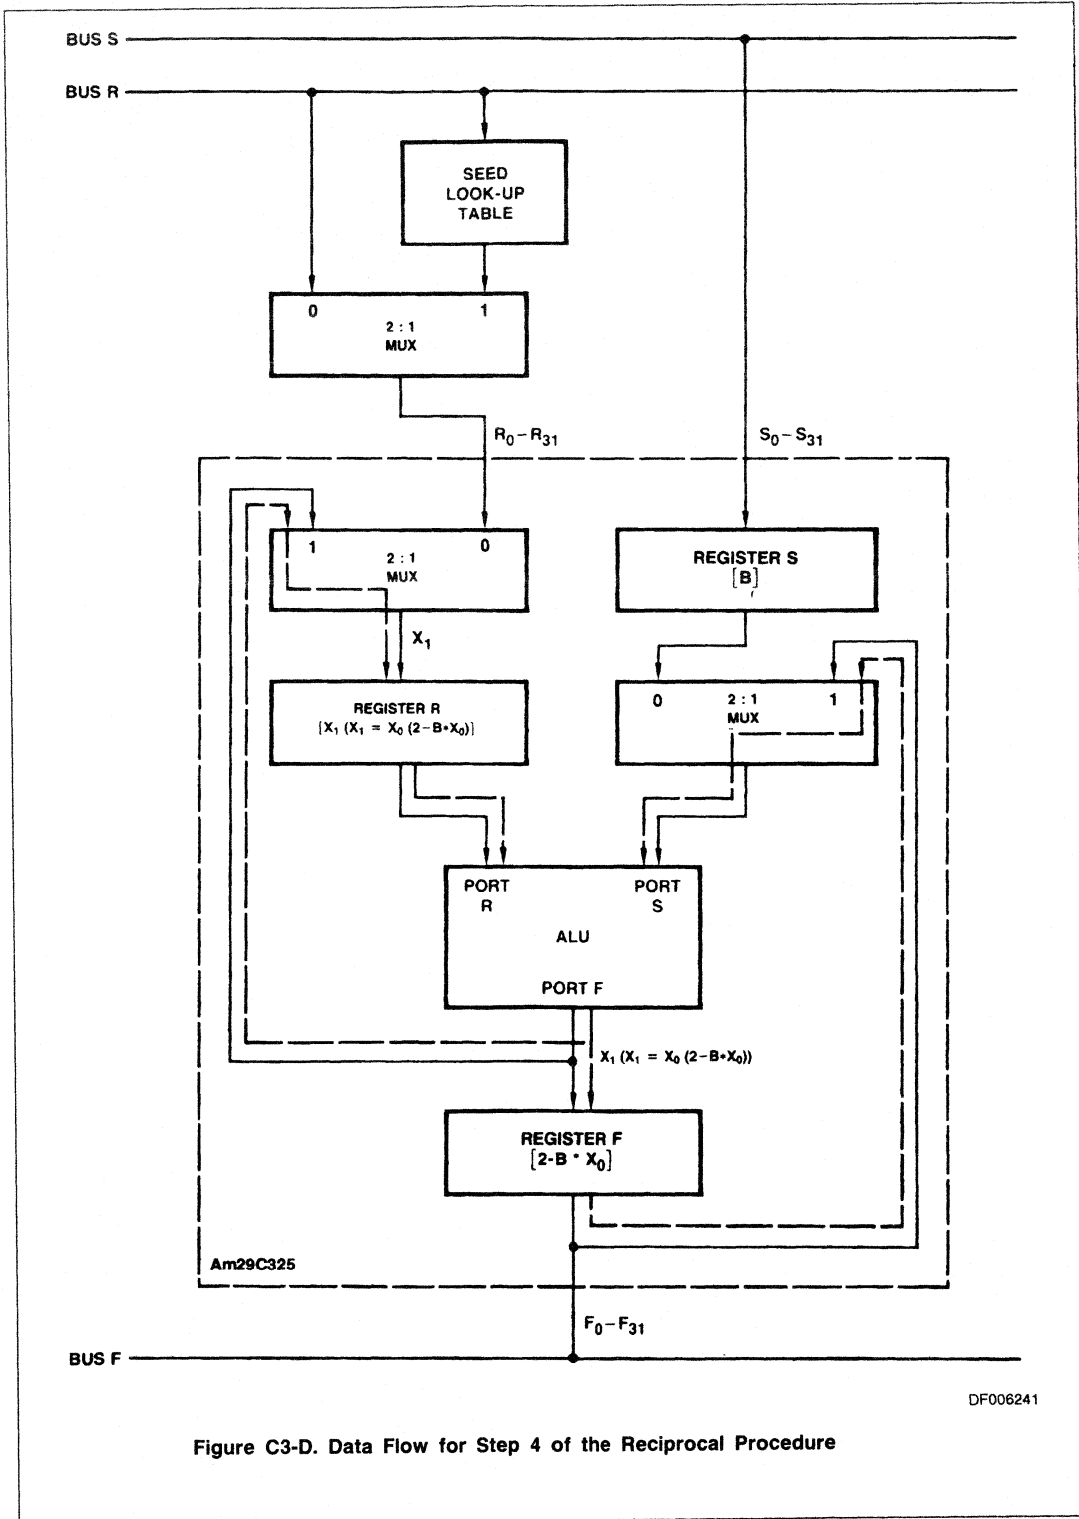 BUS S
BUS R
SEED
LOOK-UP
TABLE
0 1
2 : 1
MUX
R0–R31
S0–S31
1 0
2 : 1
MUX
REGISTER S
[B]
X1
REGISTER R
[X1 (X1 = X0 (2–B•X0)]
0 2 : 1 1
MUX
PORT
R
PORT
S
ALU
PORT F
X1 (X1 = X0 (2–B•X0))
REGISTER F
[2-B * X0]
Am29C325
F0–F31
BUS F
DF006241
Figure C3-D. Data Flow for Step 4 of the Reciprocal Procedure